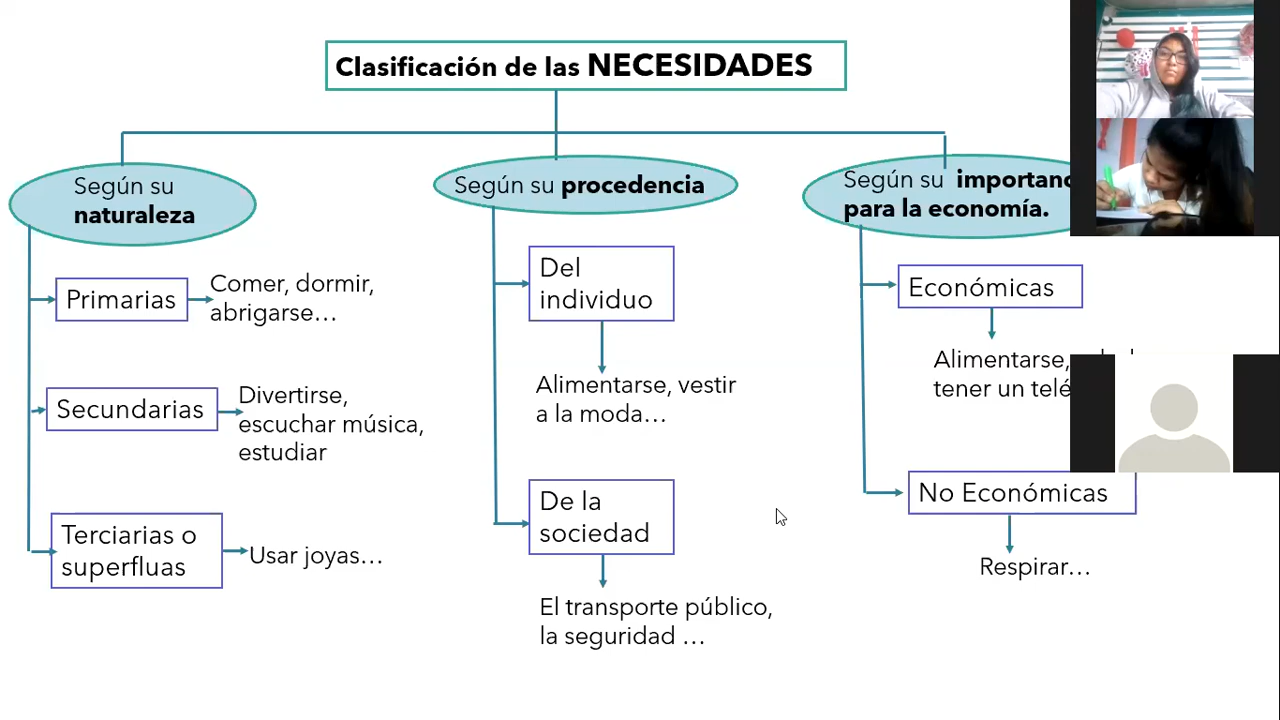 Clasificación de las NECESIDADES
Según su
naturaleza
Primarias
Comer, dormir,
abrigarse…
Secundarias
Divertirse,
escuchar música,
estudiar
Terciarias o
superfluas
Usar joyas…
Según su procedencia
Del
individuo
Alimentarse, vestir
a la moda…
De la
sociedad
El transporte público,
la seguridad …
Según su
para la economía.
Económicas
Alimentarse,
tener un
No Económicas
Respirar…